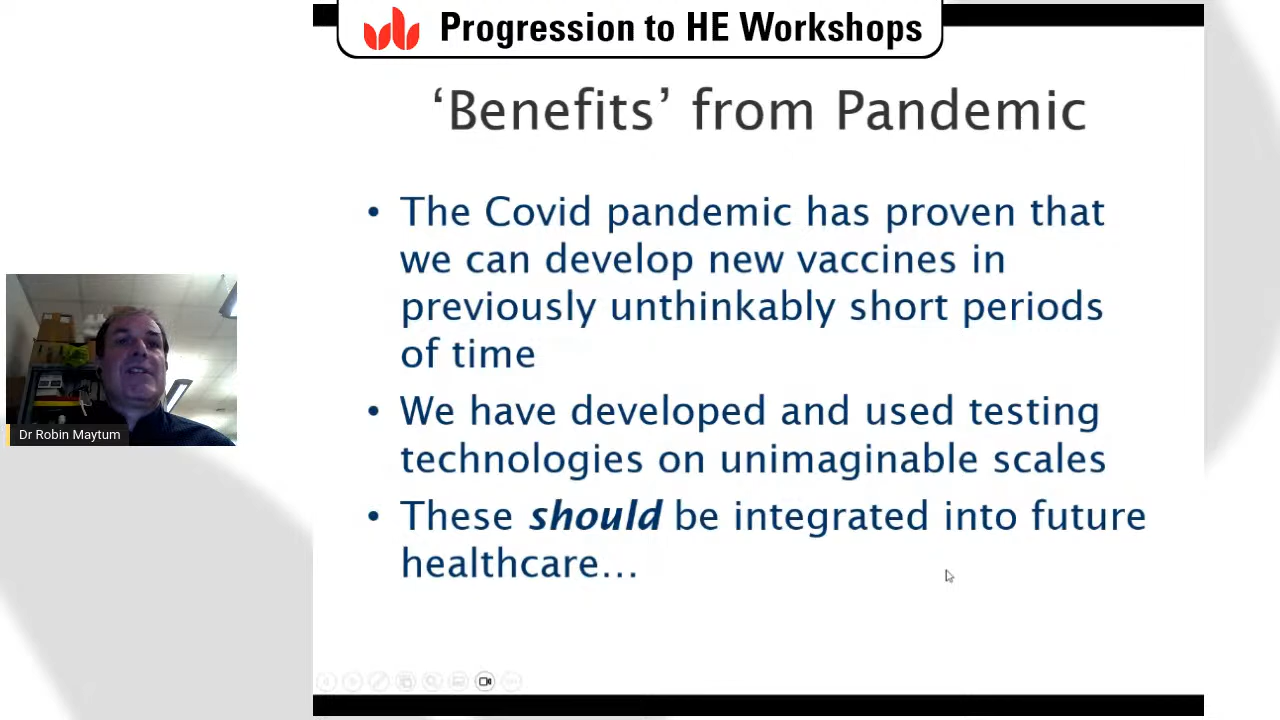 Progression to HE Workshops
‘Benefits’ from Pandemic
• The Covid pandemic has proven that
we can develop new vaccines in
previously unthinkably short periods
of time
• We have developed and used testing
technologies on unimaginable scales
• These should be integrated into future
healthcare…
Dr Robin Maytum